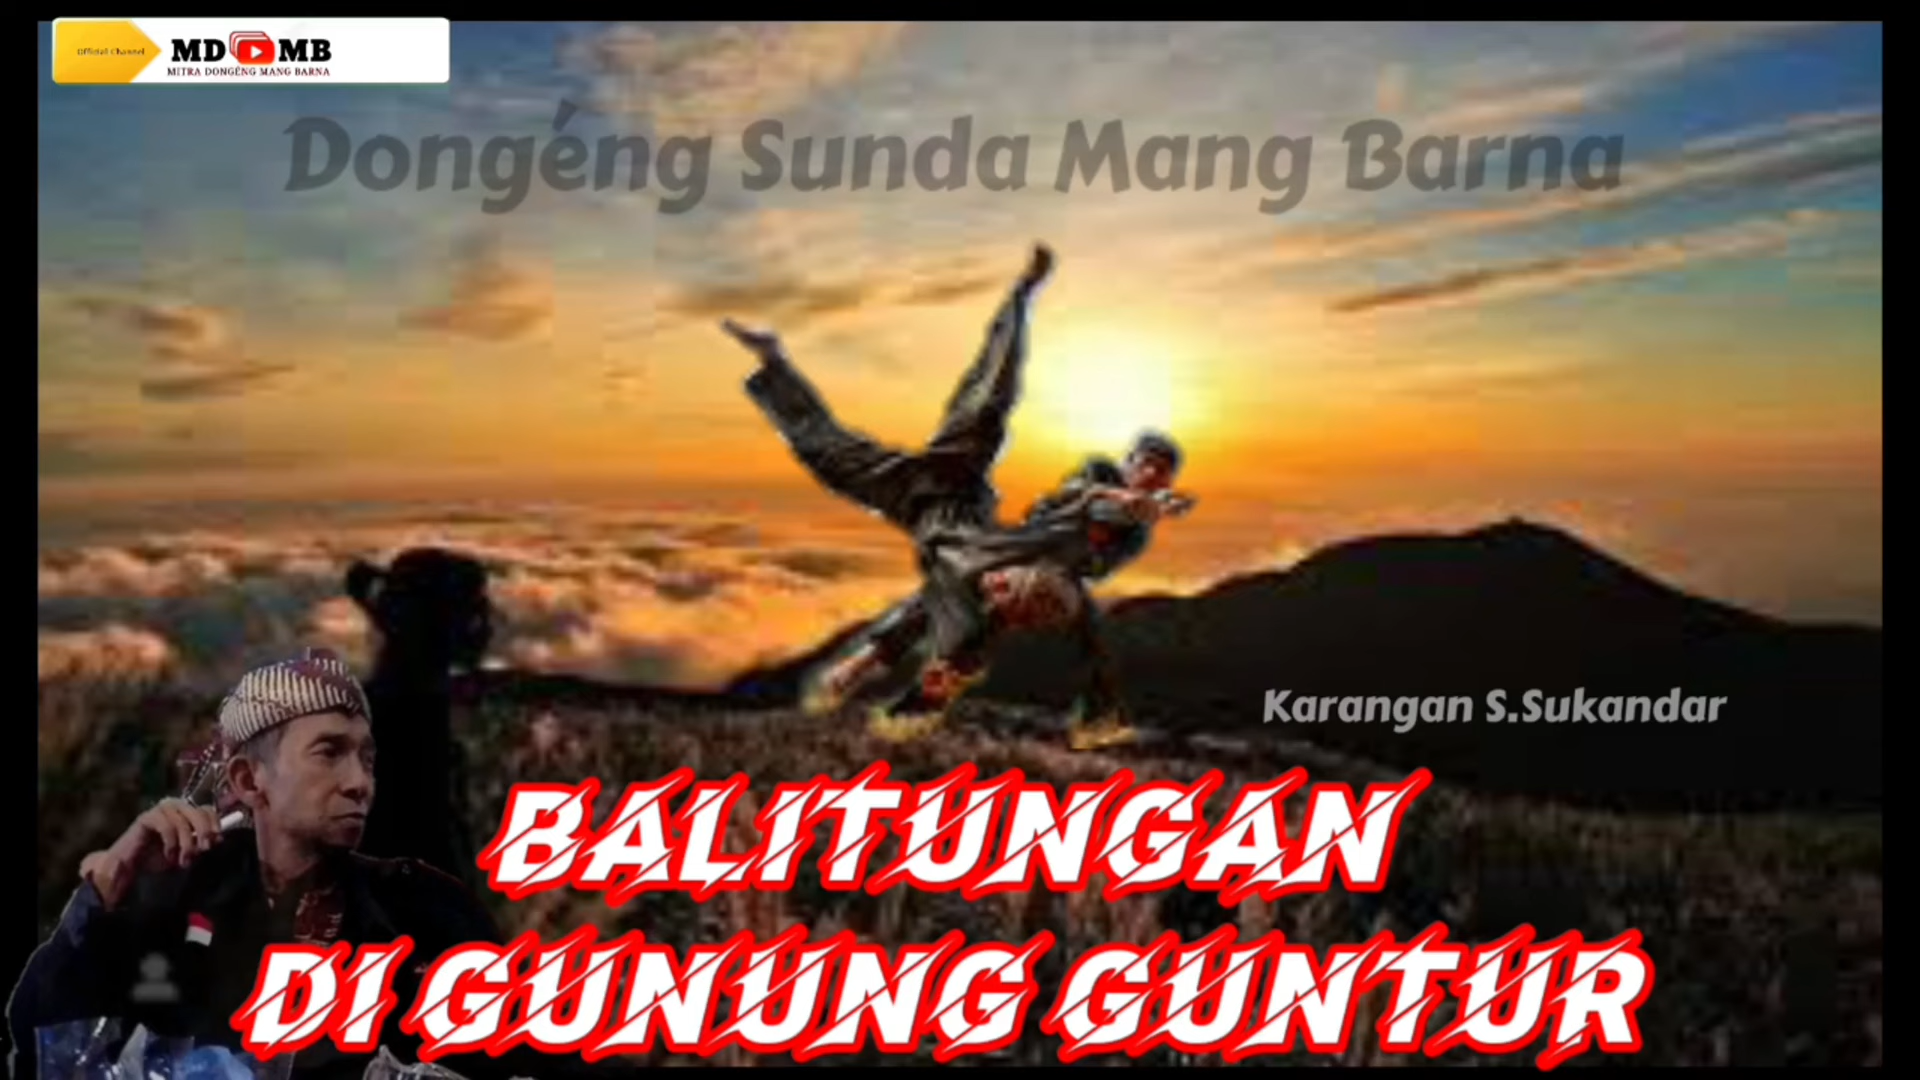 Official Channel
MD MB
MITRA DONGÉNG MANG BARNA
Dongéng Sunda Mang Barna
Karangan S.Sukandar
BALITUNGAN
DI GUNUNG GUNTUR